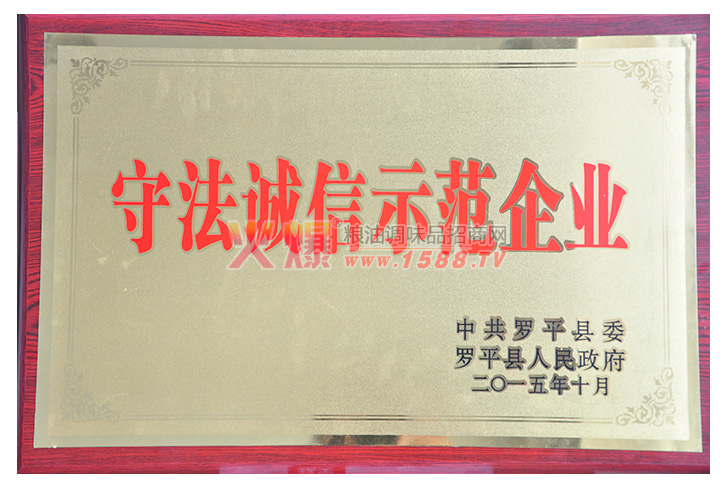 守法诚信示范企业
火爆®粮油调味品招商网
www.1588.TV
中共罗平县委
罗平县人民政府
二〇一五年十月